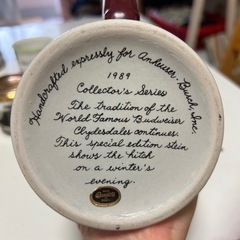 Handcrafted expressly for Anheuser-Busch, Inc.
1989
Collector's Series
The tradition of the
World Famous Budweiser
Clydesdales continues.
This special edition stein
shows the hitch
on a winter's
evening.